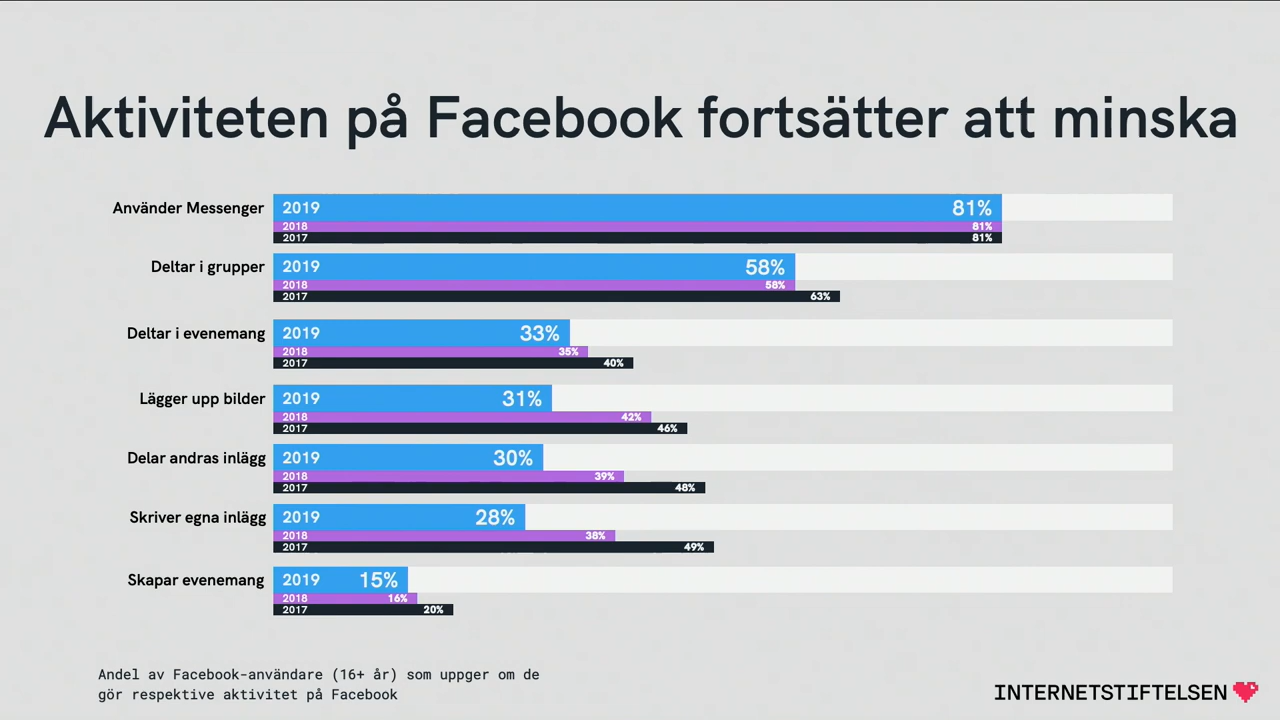 Aktiviteten på Facebook fortsätter att minska
Använder Messenger 2019 81%
2018 81%
2017 81%
Deltar i grupper 2019 58%
2018 58%
2017 63%
Deltar i evenemang 2019 33%
2018 35%
2017 40%
Lägger upp bilder 2019 31%
2018 42%
2017 46%
Delar andras inlägg 2019 30%
2018 39%
2017 48%
Skriver egna inlägg 2019 28%
2018 38%
2017 49%
Skapar evenemang 2019 15%
2018 16%
2017 20%
Andel av Facebook-användare (16+ år) som uppger om de
gör respektive aktivitet på Facebook
INTERNETSTIFTELSEN